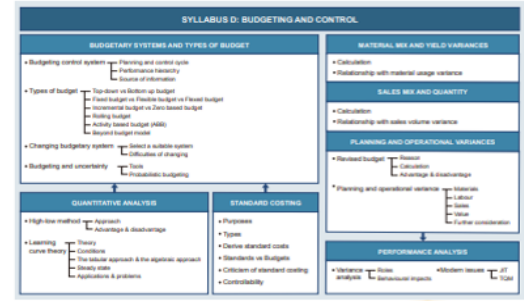 SYLLABUS D: BUDGETING AND CONTROL
BUDGETARY SYSTEMS AND TYPES OF BUDGET
• Budgeting control system
Planning and control cycle
Performance hierarchy
Source of information
• Types of budget
Top-down vs Bottom up budget
Fixed budget vs Flexible budget vs Flexed budget
Incremental budget vs Zero based budget
Rolling budget
Activity based budget (ABB)
Beyond budget model
• Changing budgetary system
Select a suitable system
Difficulties of changing
• Budgeting and uncertainty
Tools
Probabilistic budgeting
QUANTITATIVE ANALYSIS
• High-low method
Approach
Advantage & disadvantage
• Learning curve theory
Theory
Conditions
The tabular approach & the algebraic approach
Steady state
Applications & problems
STANDARD COSTING
• Purposes
• Types
• Derive standard costs
• Standards vs Budgets
• Criticism of standard costing
• Controllability
MATERIAL MIX AND YIELD VARIANCES
• Calculation
• Relationship with material usage variance
SALES MIX AND QUANTITY
• Calculation
• Relationship with sales volume variance
PLANNING AND OPERATIONAL VARIANCES
• Revised budget
Reason
Calculation
Advantage & disadvantage
• Planning and operational variance
Materials
Labour
Sales
Value
Further consideration
PERFORMANCE ANALYSIS
• Variance analysis
Roles
Behavioural impacts
• Modern issues
JIT
TQM